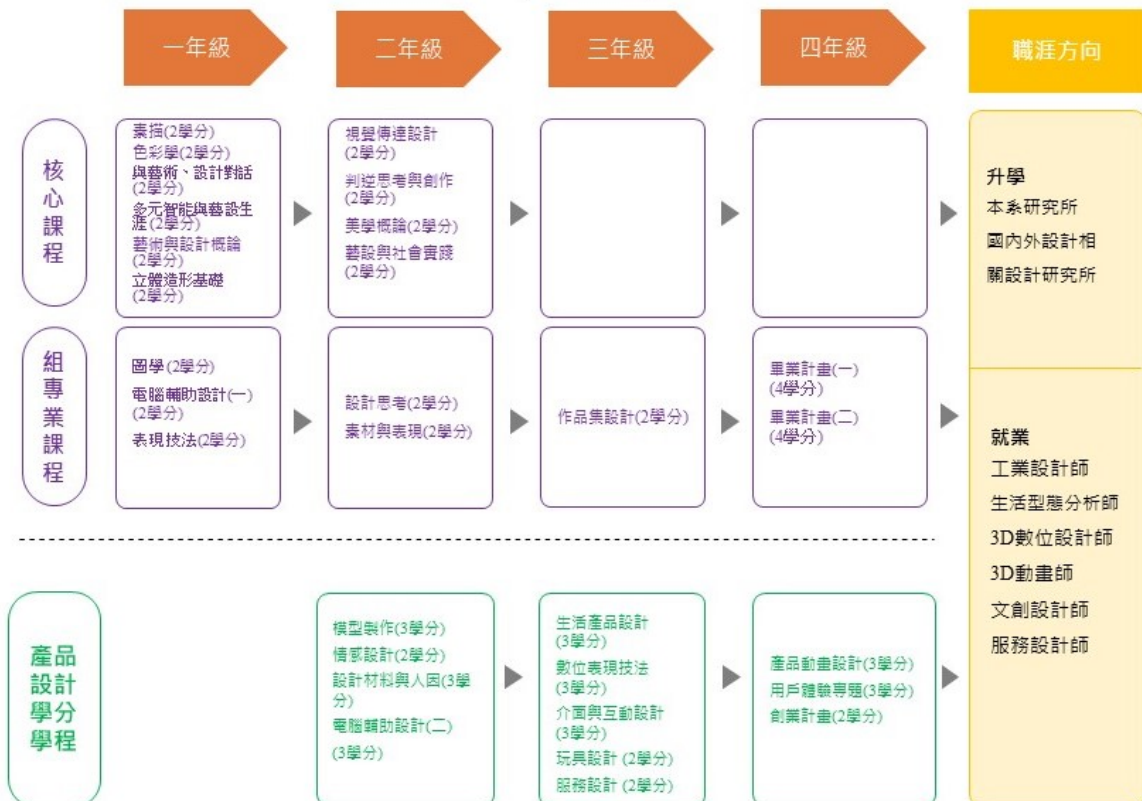 一年級
二年級
三年級
四年級
職涯方向
核心課程
素描(2學分)
色彩學(2學分)
與藝術、設計對話
(2學分)
多元智能與藝設生
涯(2學分)
藝術與設計概論
(2學分)
立體造形基礎
(2學分)
視覺傳達設計
(2學分)
判逆思考與創作
(2學分)
美學概論(2學分)
藝設與社會實踐
(2學分)
升學
本系研究所
國內外設計相
關設計研究所
組專業課程
圖學(2學分)
電腦輔助設計(一)
(2學分)
表現技法(2學分)
設計思考(2學分)
素材與表現(2學分)
作品集設計(2學分)
畢業計畫(一)
(4學分)
畢業計畫(二)
(4學分)
就業
工業設計師
生活型態分析師
3D數位設計師
3D動畫師
文創設計師
服務設計師
產品
設計
學分
學程
模型製作(3學分)
情感設計(2學分)
設計材料與人因(3學
分)
電腦輔助設計(二)
(3學分)
生活產品設計
(3學分)
數位表現技法
(3學分)
介面與互動設計
(3學分)
玩具設計 (2學分)
服務設計 (2學分)
產品動畫設計(3學分)
用戶體驗專題(3學分)
創業計畫(2學分)